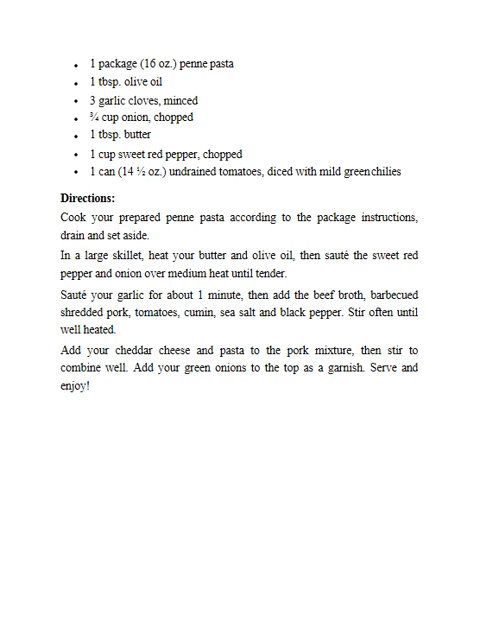 • 1 package (16 oz.) penne pasta
• 1 tbsp. olive oil
• 3 garlic cloves, minced
• ¾ cup onion, chopped
• 1 tbsp. butter
• 1 cup sweet red pepper, chopped
• 1 can (14 ½ oz.) undrained tomatoes, diced with mild green chilies
Directions:
Cook your prepared penne pasta according to the package instructions,
drain and set aside.
In a large skillet, heat your butter and olive oil, then sauté the sweet red
pepper and onion over medium heat until tender.
Sauté your garlic for about 1 minute, then add the beef broth, barbecued
shredded pork, tomatoes, cumin, sea salt and black pepper. Stir often until
well heated.
Add your cheddar cheese and pasta to the pork mixture, then stir to
combine well. Add your green onions to the top as a garnish. Serve and
enjoy!